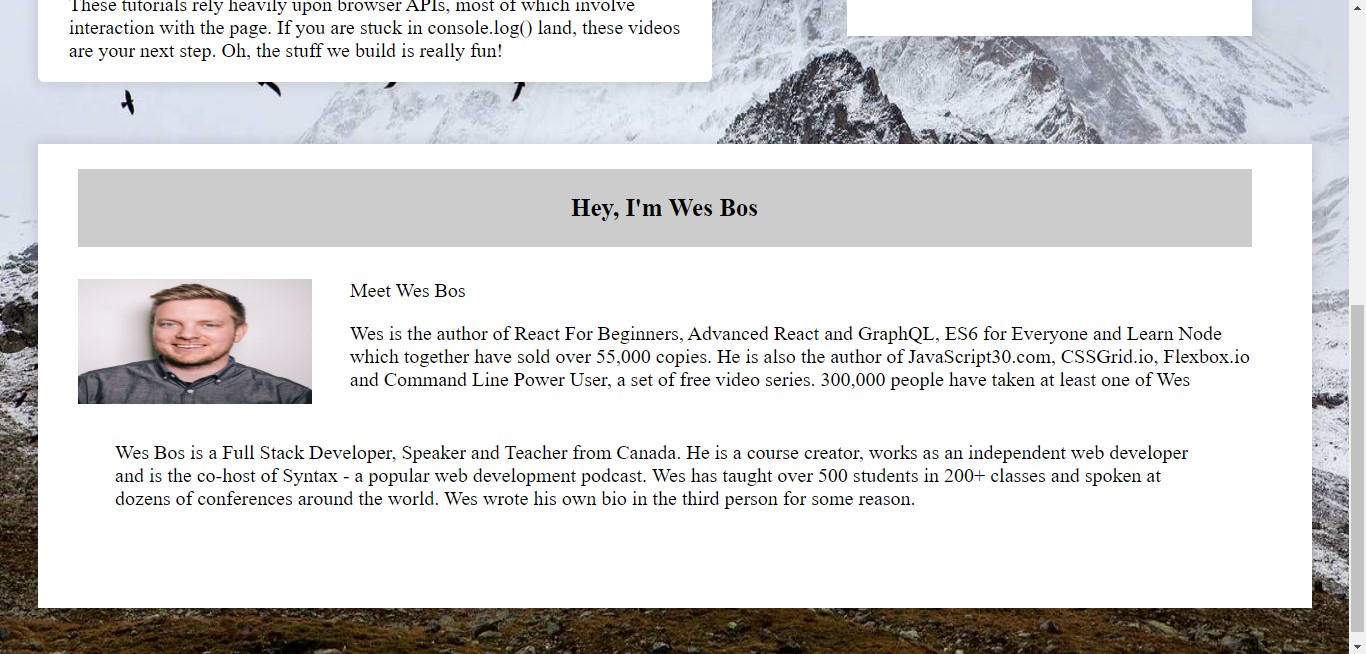 These tutorials rely heavily upon browser APIs, most of which involve
interaction with the page. If you are stuck in console.log() land, these videos
are your next step. Oh, the stuff we build is really fun!
Hey, I'm Wes Bos
Meet Wes Bos
Wes is the author of React For Beginners, Advanced React and GraphQL, ES6 for Everyone and Learn Node
which together have sold over 55,000 copies. He is also the author of JavaScript30.com, CSSGrid.io, Flexbox.io
and Command Line Power User, a set of free video series. 300,000 people have taken at least one of Wes
Wes Bos is a Full Stack Developer, Speaker and Teacher from Canada. He is a course creator, works as an independent web developer
and is the co-host of Syntax - a popular web development podcast. Wes has taught over 500 students in 200+ classes and spoken at
dozens of conferences around the world. Wes wrote his own bio in the third person for some reason.